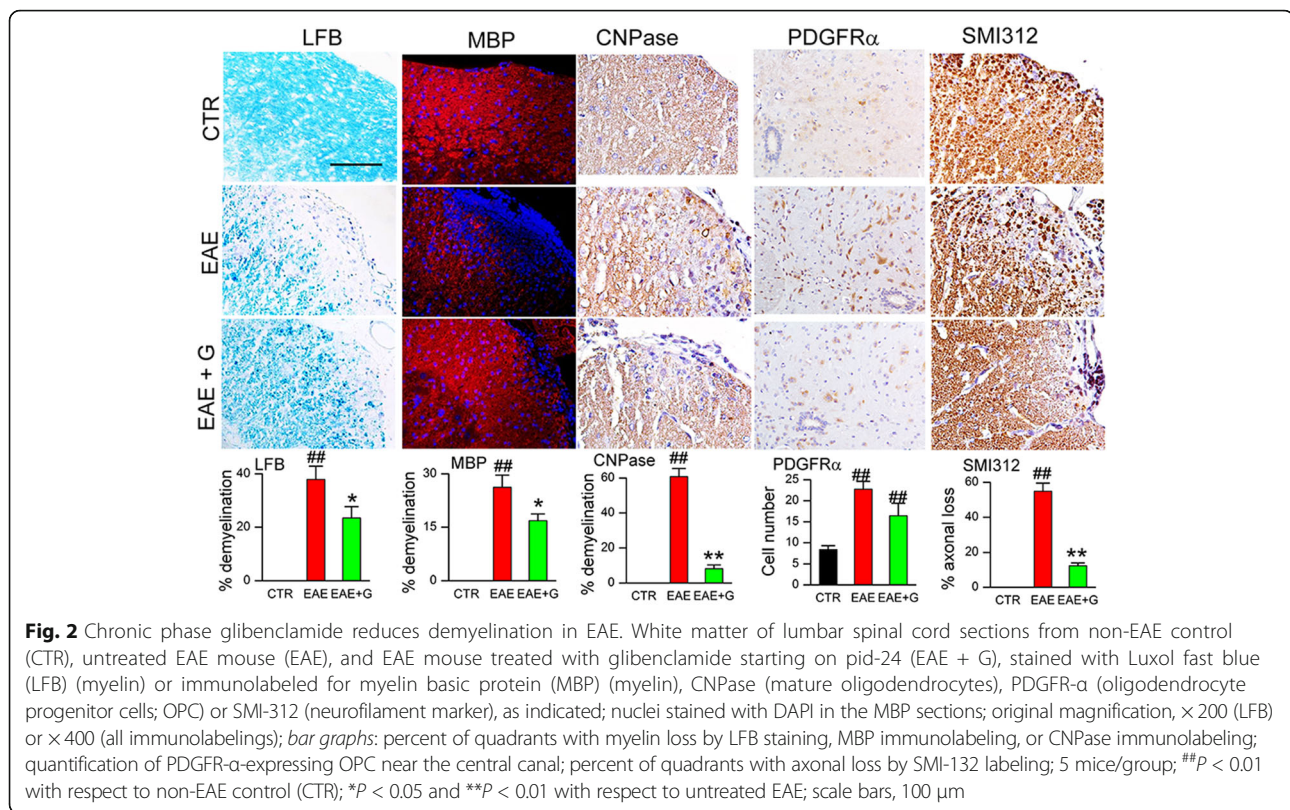 LFB MBP CNPase PDGFRα SMI312
CTR
EAE
EAE + G
LFB
% demyelination
40
20
0
##
*
CTR EAE EAE+G
MBP
% demyelination
30
15
0
##
*
CTR EAE EAE+G
CNPase
% demyelination
60
40
20
0
##
**
CTR EAE EAE+G
PDGFRα
Cell number
25
20
15
10
5
0
##
##
CTR EAE EAE+G
SMI312
% axonal loss
60
40
20
0
##
**
CTR EAE EAE+G
Fig. 2 Chronic phase glibenclamide reduces demyelination in EAE. White matter of lumbar spinal cord sections from non-EAE control
(CTR), untreated EAE mouse (EAE), and EAE mouse treated with glibenclamide starting on pid-24 (EAE + G), stained with Luxol fast blue
(LFB) (myelin) or immunolabeled for myelin basic protein (MBP) (myelin), CNPase (mature oligodendrocytes), PDGFR-α (oligodendrocyte
progenitor cells; OPC) or SMI-312 (neurofilament marker), as indicated; nuclei stained with DAPI in the MBP sections; original magnification, × 200 (LFB)
or × 400 (all immunolabelings); bar graphs: percent of quadrants with myelin loss by LFB staining, MBP immunolabeling, or CNPase immunolabeling;
quantification of PDGFR-α-expressing OPC near the central canal; percent of quadrants with axonal loss by SMI-132 labeling; 5 mice/group; ##P < 0.01
with respect to non-EAE control (CTR); *P < 0.05 and **P < 0.01 with respect to untreated EAE; scale bars, 100 μm